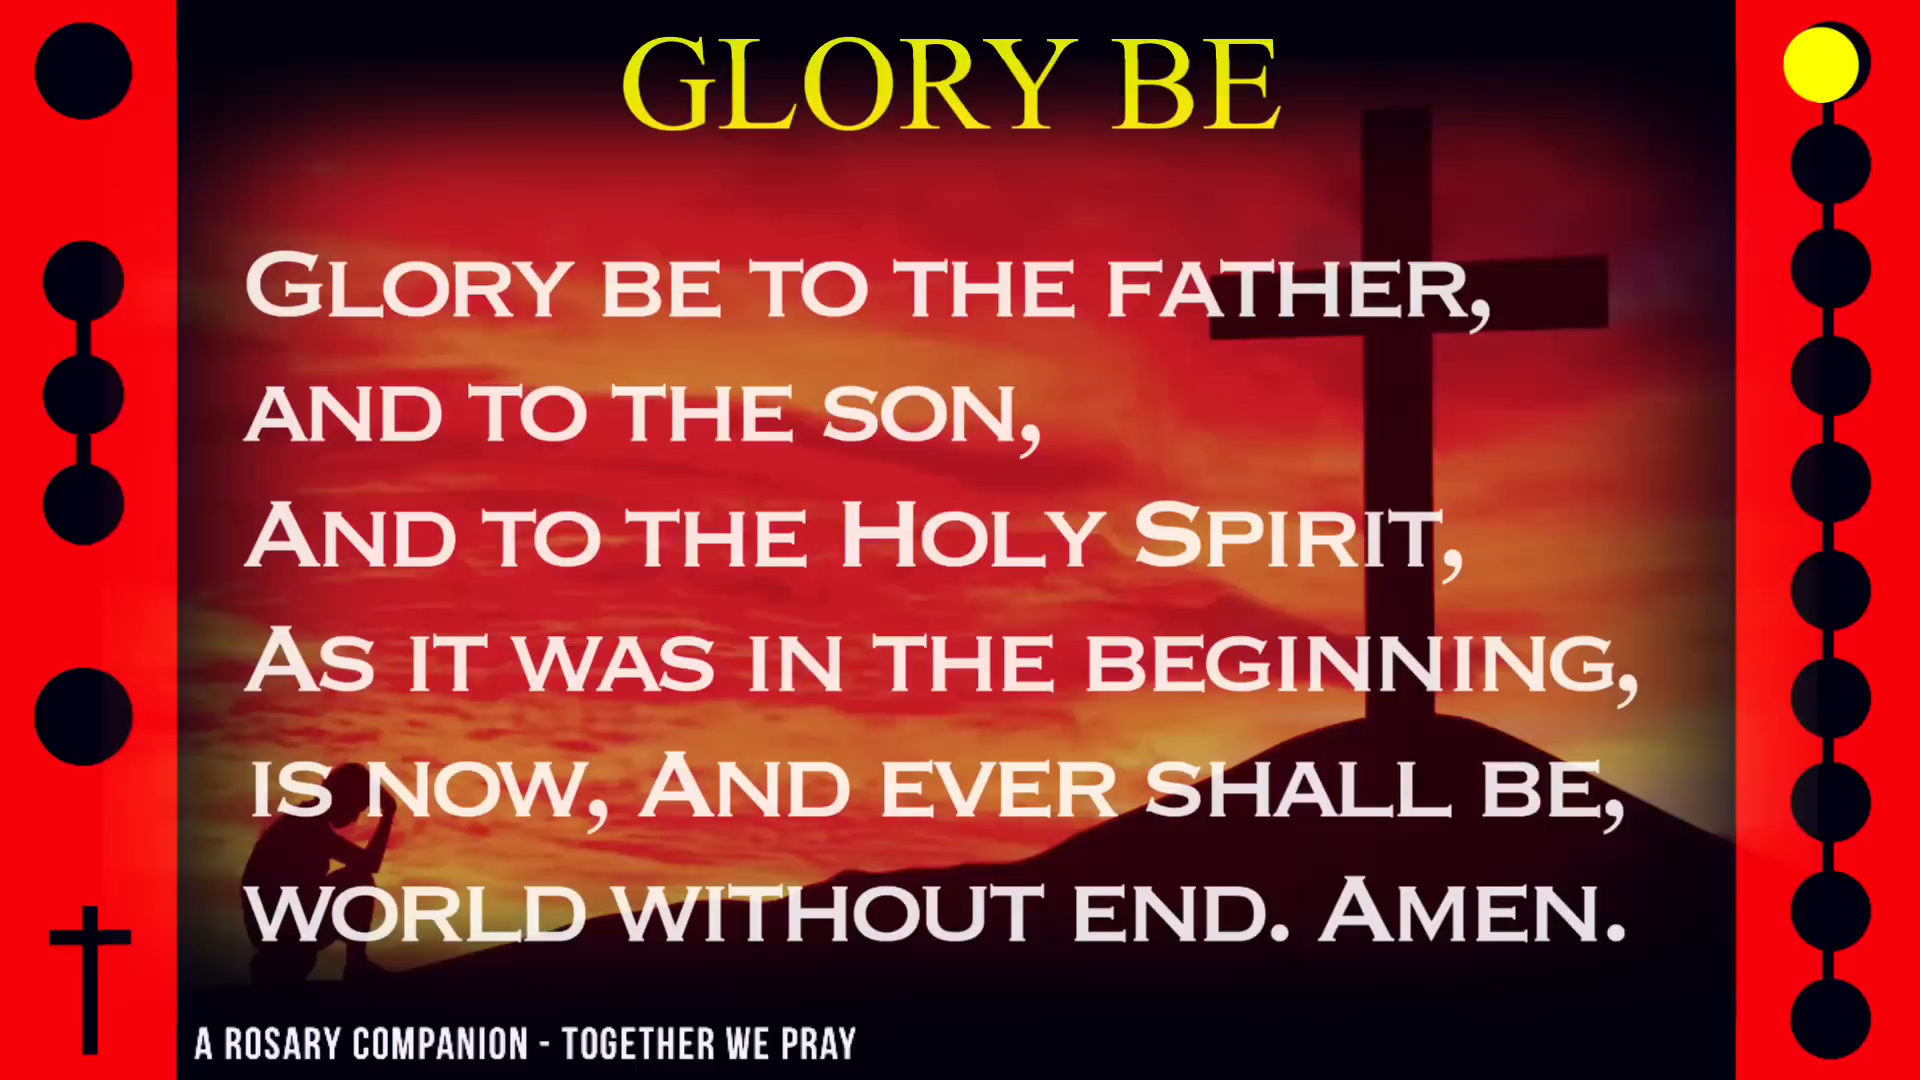 GLORY BE
GLORY BE TO THE FATHER,
AND TO THE SON,
AND TO THE HOLY SPIRIT,
AS IT WAS IN THE BEGINNING,
IS NOW, AND EVER SHALL BE,
WORLD WITHOUT END. AMEN.
A ROSARY COMPANION - TOGETHER WE PRAY